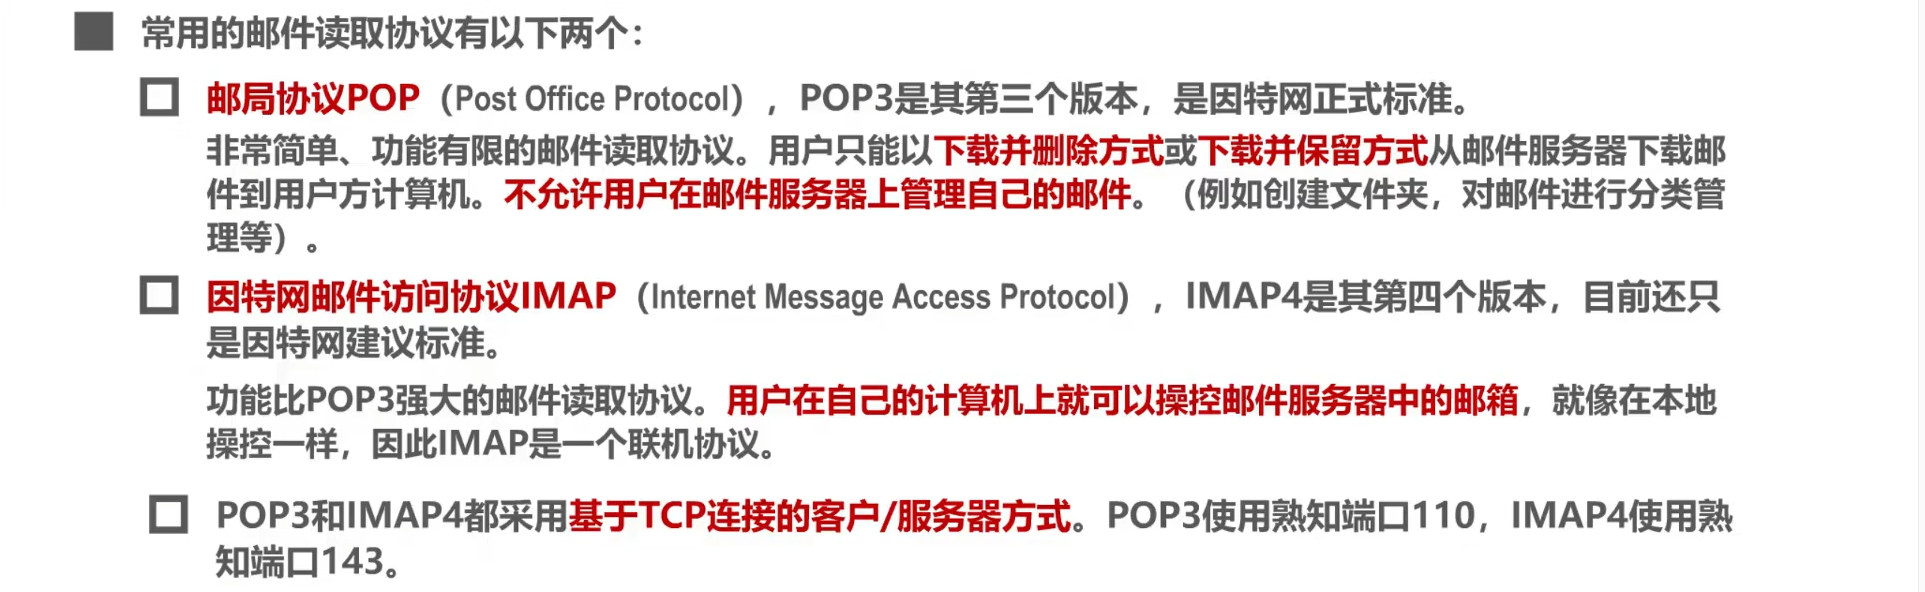 常用的邮件读取协议有以下两个：
邮局协议POP（Post Office Protocol），POP3是其第三个版本，是因特网正式标准。
非常简单、功能有限的邮件读取协议。用户只能以下载并删除方式或下载并保留方式从邮件服务器下载邮
件到用户方计算机。不允许用户在邮件服务器上管理自己的邮件。（例如创建文件夹，对邮件进行分类管
理等）。
因特网邮件访问协议IMAP（Internet Message Access Protocol），IMAP4是其第四个版本，目前还只
是因特网建议标准。
功能比POP3强大的邮件读取协议。用户在自己的计算机上就可以操控邮件服务器中的邮箱，就像在本地
操控一样，因此IMAP是一个联机协议。
POP3和IMAP4都采用基于TCP连接的客户/服务器方式。POP3使用熟知端口110，IMAP4使用熟
知端口143。